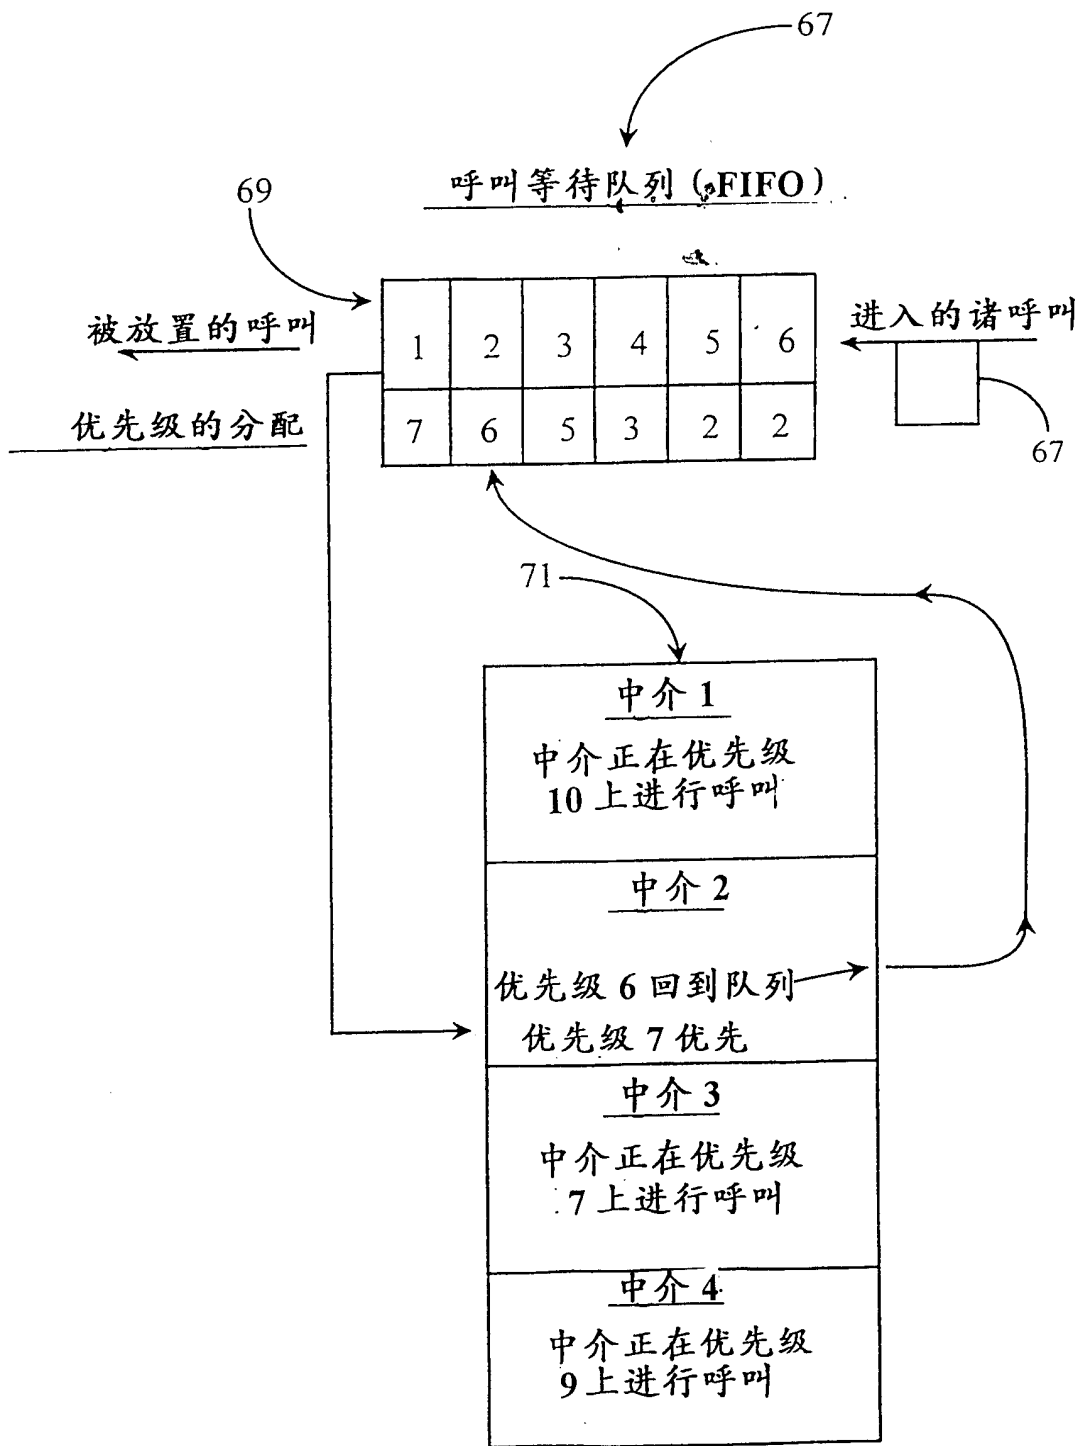 67
呼叫等待队列 (FIFO)
69
被放置的呼叫
进入的诸呼叫
1 2 3 4 5 6
优先级的分配
7 6 5 3 2 2
67
71
中介 1
中介正在优先级
10 上进行呼叫
中介 2
优先级 6 回到队列
优先级 7 优先
中介 3
中介正在优先级
7 上进行呼叫
中介 4
中介正在优先级
9 上进行呼叫